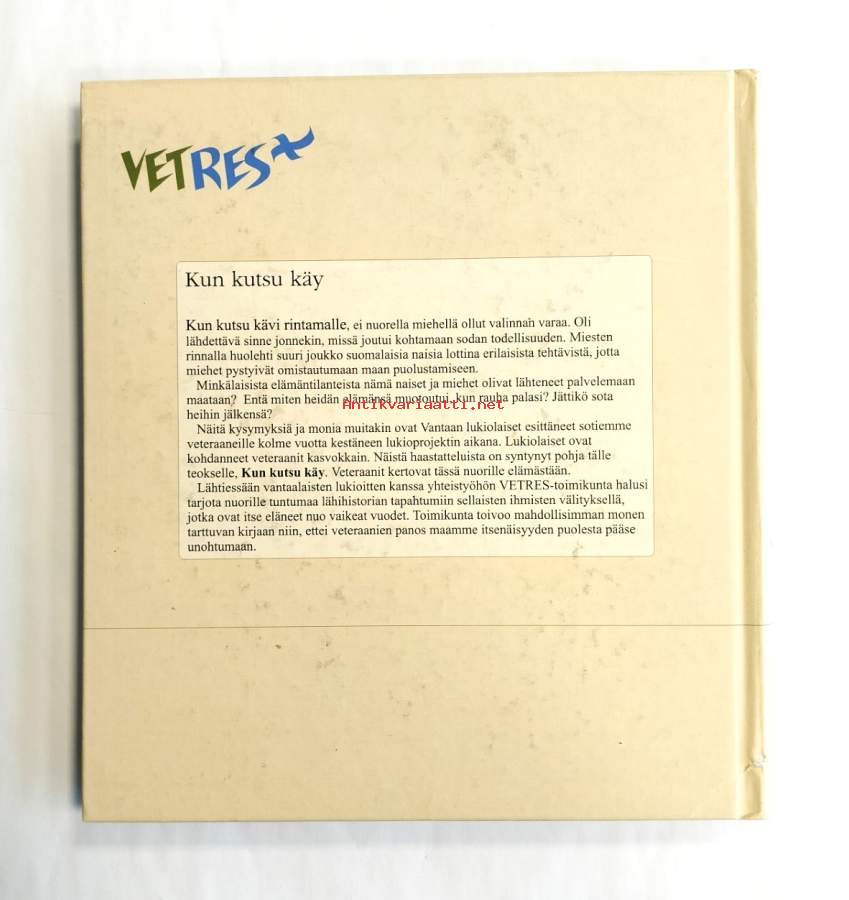 VETRES
Kun kutsu käy
Kun kutsu kävi rintamalle, ei nuorella miehellä ollut valinnan varaa. Oli
lähdettävä sinne jonnekin, missä joutui kohtamaan sodan todellisuuden. Miesten
rinnalla huolehti suuri joukko suomalaisia naisia lottina erilaisista tehtävistä, jotta
miehet pystyivät omistautumaan maan puolustamiseen.
Minkälaisista elämäntilanteista nämä naiset ja miehet olivat lähteneet palvelemaan
maataan? Entä miten heidän elämänsä muotoutui, kun rauha palasi? Jättikö sota
Antikvariaatti.net
heihin jälkensä?
Näitä kysymyksiä ja monia muitakin ovat Vantaan lukiolaiset esittäneet sotiemme
veteraaneille kolme vuotta kestäneen lukioprojektin aikana. Lukiolaiset ovat
kohdanneet veteraanit kasvokkain. Näistä haastatteluista on syntynyt pohja tälle
teokselle, Kun kutsu käy. Veteraanit kertovat tässä nuorille elämästään.
Lähtiessään vantaalaisten lukioitten kanssa yhteistyöhön VETRES-toimikunta halusi
tarjota nuorille tuntumaa lähihistorian tapahtumiin sellaisten ihmisten välityksellä,
jotka ovat itse eläneet nuo vaikeat vuodet. Toimikunta toivoo mahdollisimman monen
tarttuvan kirjaan niin, ettei veteraanien panos maamme itsenäisyyden puolesta pääse
unohtumaan.